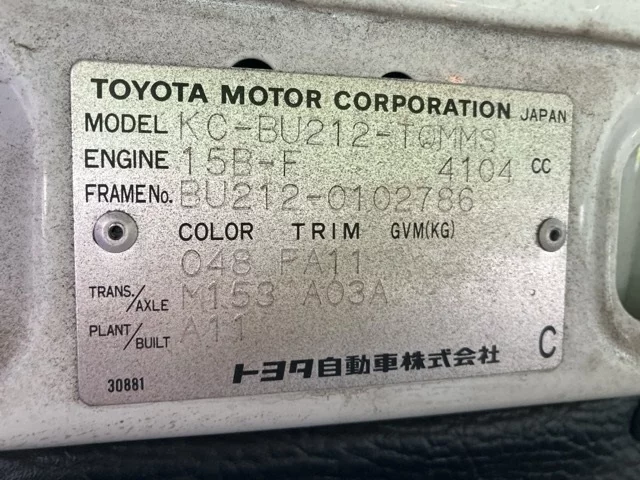 TOYOTA MOTOR CORPORATION JAPAN
MODEL KC-BU212-TQMMS
ENGINE 15B-F 4104 CC
FRAME No. BU212-0102786
COLOR TRIM GVM(KG)
048 FA11
TRANS./AXLE M153 A03A
PLANT/BUILT A11
トヨタ自動車株式会社 C
30881